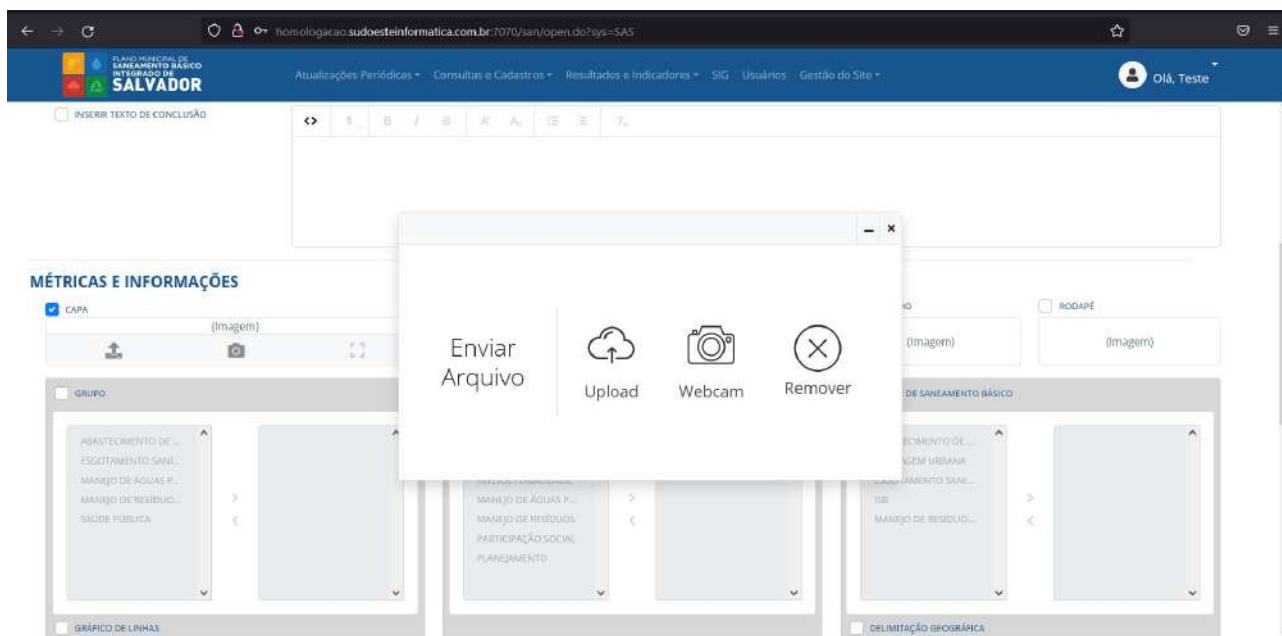 homologacao.sudoesteinformatica.com.br:7070/san/open.do?sys=SAS
PLANO MUNICIPAL DE
SANEAMENTO BÁSICO
INTEGRADO DE
SALVADOR
Atualizações Periódicas Consultas e Cadastros Resultados e Indicadores SIG Usuários Gestão do Site
Olá, Teste
INSERIR TEXTO DE CONCLUSÃO
MÉTRICAS E INFORMAÇÕES
CAPA
RODAPÉ
(Imagem)
(Imagem)
(Imagem)
Enviar
Arquivo
Upload
Webcam
Remover
GRUPO
DE SANEAMENTO BÁSICO
ABASTECIMENTO DE ...
ESGOTAMENTO SANI...
MANEJO DE ÁGUAS P...
MANEJO DE RESÍDUO...
SAÚDE PÚBLICA
MANEJO DE ÁGUAS P...
MANEJO DE RESÍDUOS
PARTICIPAÇÃO SOCIAL
PLANEJAMENTO
ECIMENTO DE ...
AGEM URBANA
ESGOTAMENTO SANI...
ISB
MANEJO DE RESÍDUO...
GRÁFICO DE LINHAS
DELIMITAÇÃO GEOGRÁFICA